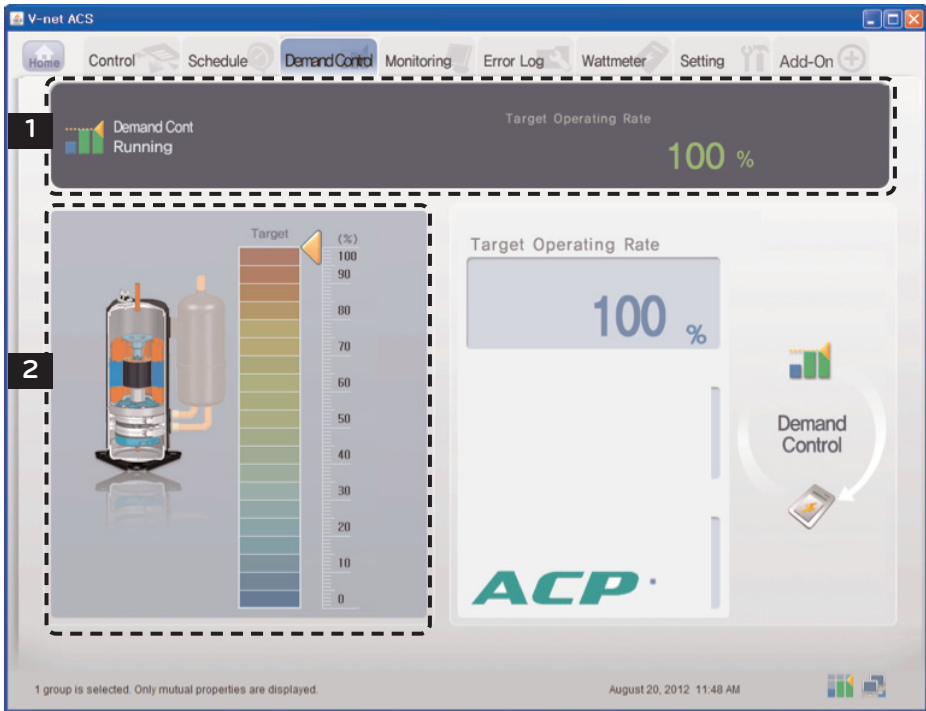 V-net ACS
Home
Control
Schedule
Demand Control
Monitoring
Error Log
Wattmeter
Setting
Add-On
1
Demand Cont
Running
Target Operating Rate
100 %
2
Target
(%)
100
90
80
70
60
50
40
30
20
10
0
Target Operating Rate
100 %
ACP
Demand
Control
1 group is selected. Only mutual properties are displayed.
August 20, 2012 11:48 AM